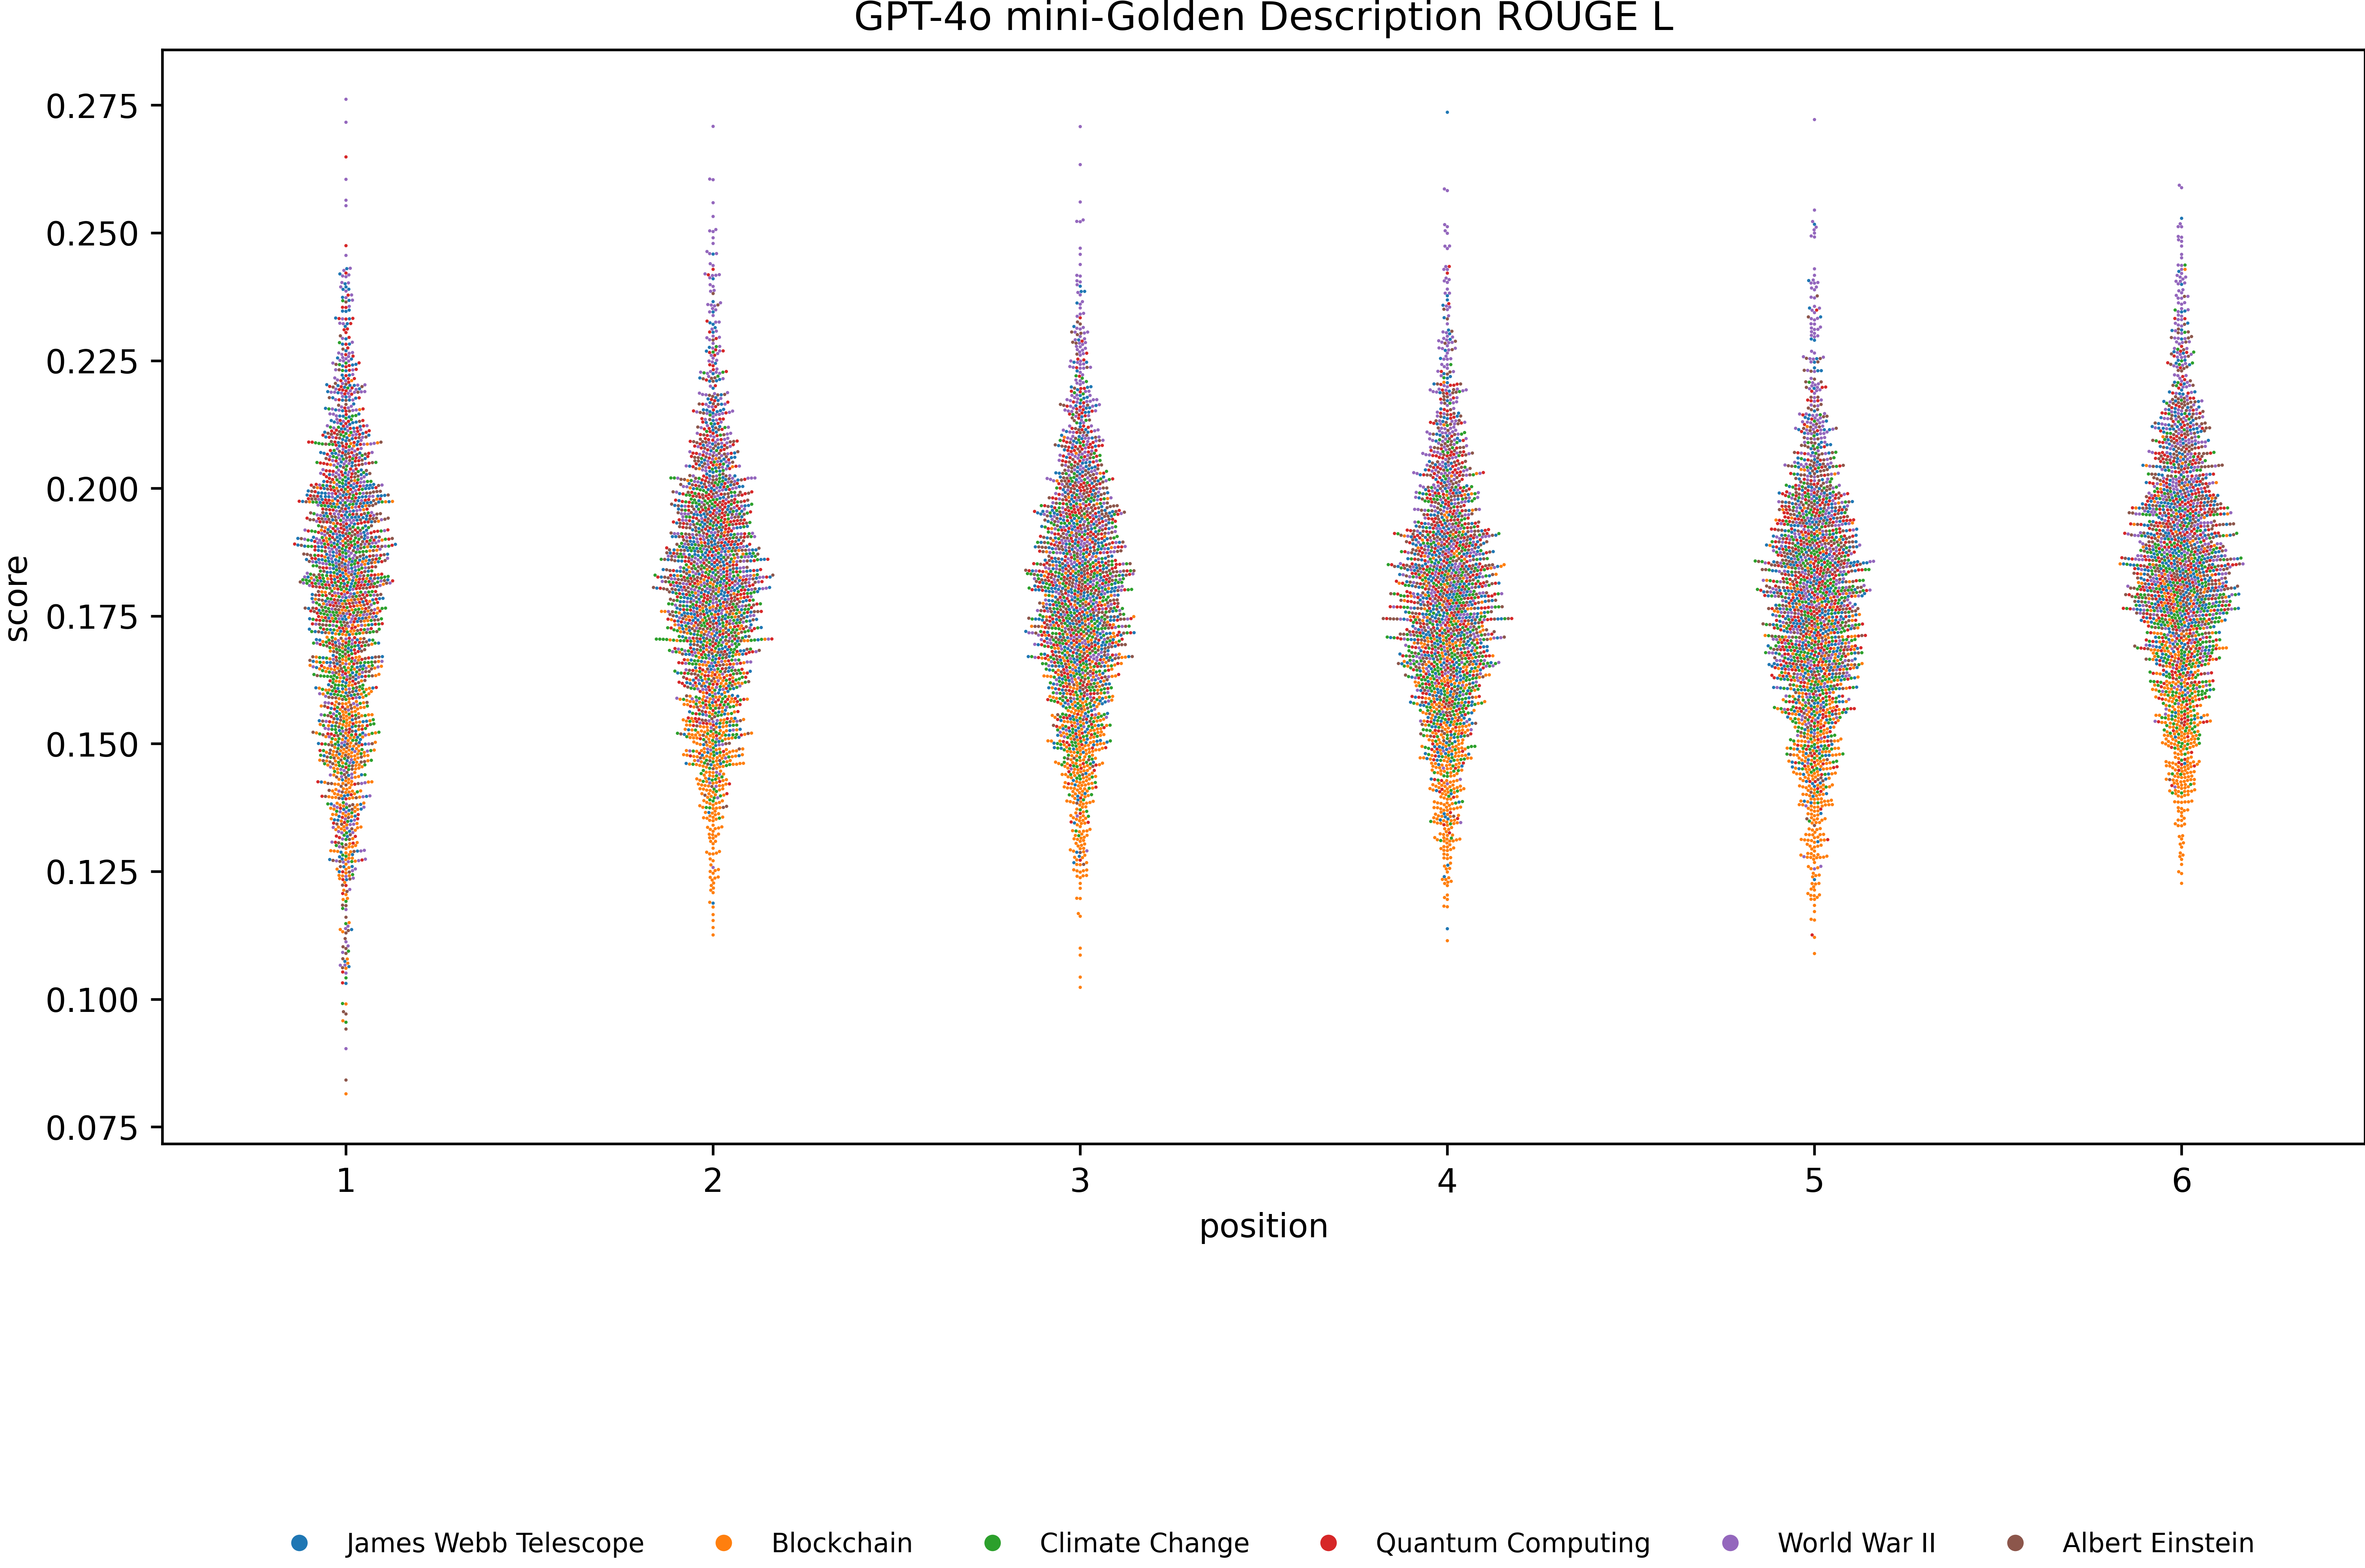 GPT-4o mini-Golden Description ROUGE L
score
0.275
0.250
0.225
0.200
0.175
0.150
0.125
0.100
0.075
1 2 3 4 5 6
position
James Webb Telescope Blockchain Climate Change Quantum Computing World War II Albert Einstein